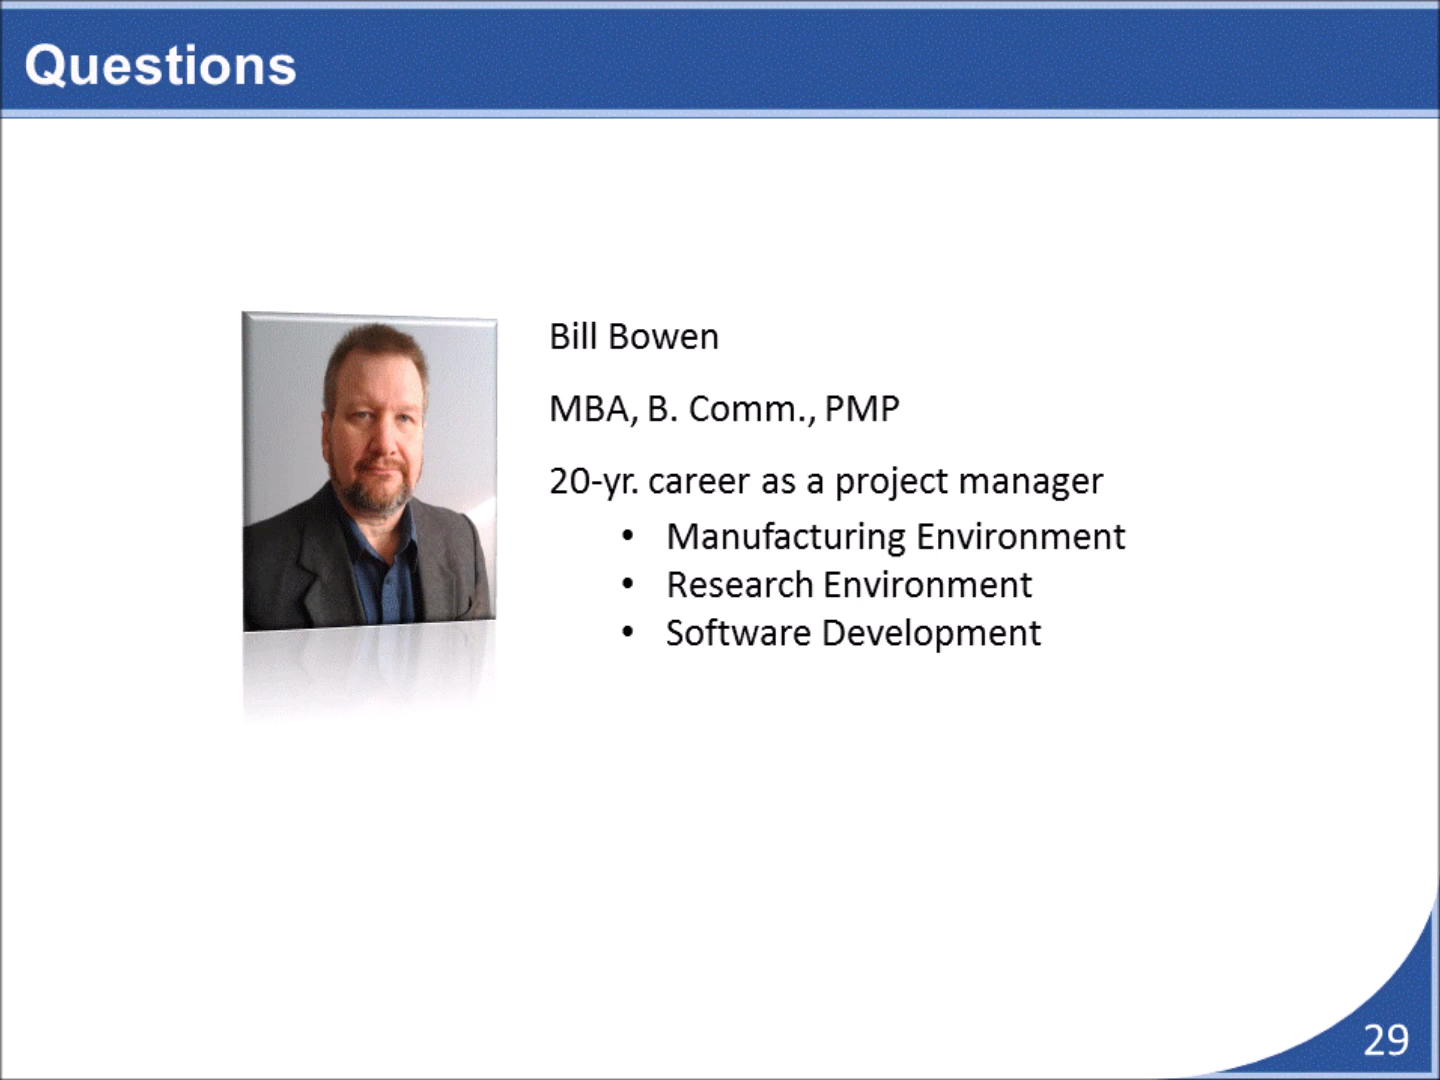 Questions
Bill Bowen
MBA, B. Comm., PMP
20-yr. career as a project manager
• Manufacturing Environment
• Research Environment
• Software Development
29